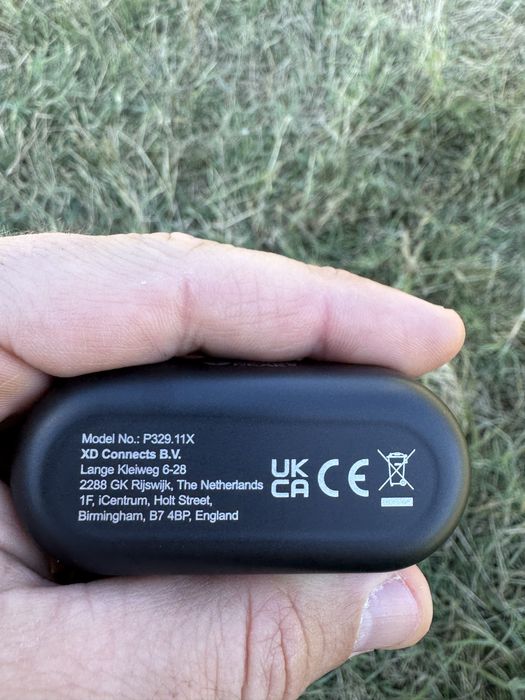 Model No.: P329.11X
XD Connects B.V.
Lange Kleiweg 6-28
2288 GK Rijswijk, The Netherlands
1F, iCentrum, Holt Street,
Birmingham, B7 4BP, England
UK
CA
CE